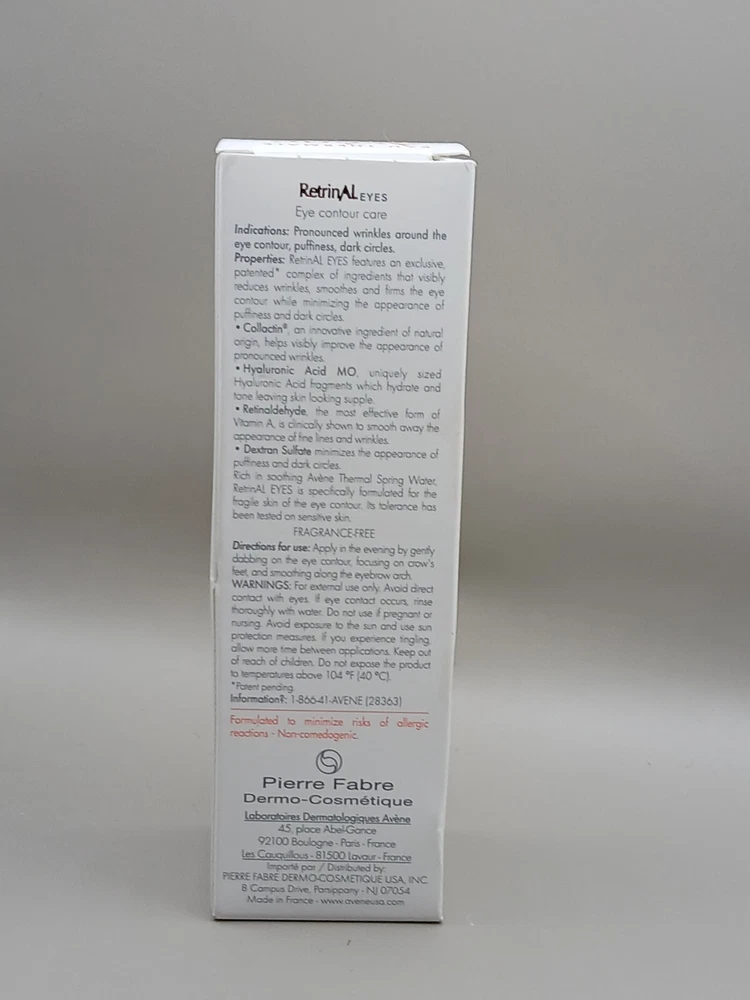 RetrinAL EYES
Eye contour care
Indications: Pronounced wrinkles around the
eye contour, puffiness, dark circles.
Properties: RetrinAL EYES features an exclusive,
patented* complex of ingredients that visibly
reduces wrinkles, smoothes and firms the eye
contour while minimizing the appearance of
puffiness and dark circles.
• Collactin®, an innovative ingredient of natural
origin, helps visibly improve the appearance of
pronounced wrinkles.
• Hyaluronic Acid MO, uniquely sized
Hyaluronic Acid fragments which hydrate and
tone leaving skin looking supple.
• Retinaldehyde, the most effective form of
Vitamin A, is clinically shown to smooth away the
appearance of fine lines and wrinkles.
• Dextran Sulfate minimizes the appearance of
puffiness and dark circles.
Rich in soothing Avène Thermal Spring Water,
RetrinAL EYES is specifically formulated for the
fragile skin of the eye contour. Its tolerance has
been tested on sensitive skin.
FRAGRANCE-FREE
Directions for use: Apply in the evening by gently
dabbing on the eye contour, focusing on crow's
feet, and smoothing along the eyebrow arch.
WARNINGS: For external use only. Avoid direct
contact with eyes. If eye contact occurs, rinse
thoroughly with water. Do not use if pregnant or
nursing. Avoid exposure to the sun and use sun
protection measures. If you experience tingling,
allow more time between applications. Keep out
of reach of children. Do not expose the product
to temperatures above 104 °F (40 °C).
*Patent pending
Information?: 1-866-41-AVENE (28363)
Formulated to minimize risks of allergic
reactions - Non-comedogenic.
Pierre Fabre
Dermo-Cosmétique
Laboratoires Dermatologiques Avène
45, place Abel-Gance
92100 Boulogne - Paris - France
Les Cauquillous - 81500 Lavaur - France
Importé par / Distributed by:
PIERRE FABRE DERMO-COSMETIQUE USA, INC.
8 Campus Drive, Parsippany - NJ 07054
Made in France - www.aveneusa.com